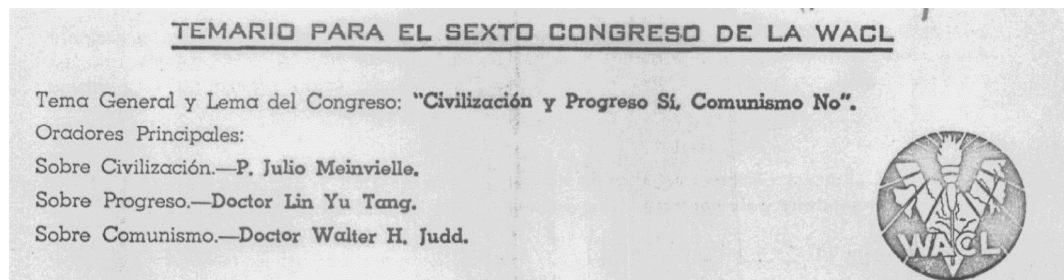 TEMARIO PARA EL SEXTO CONGRESO DE LA WACL
Tema General y Lema del Congreso: "Civilización y Progreso Sí, Comunismo No".
Oradores Principales:
Sobre Civilización.—P. Julio Meinvielle.
Sobre Progreso.—Doctor Lin Yu Tang.
Sobre Comunismo.—Doctor Walter H. Judd.
WACL